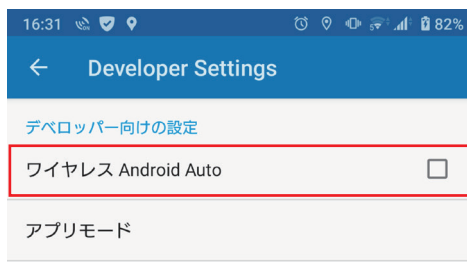 16:31 82%
Developer Settings
デベロッパー向けの設定
ワイヤレス Android Auto
アプリモード